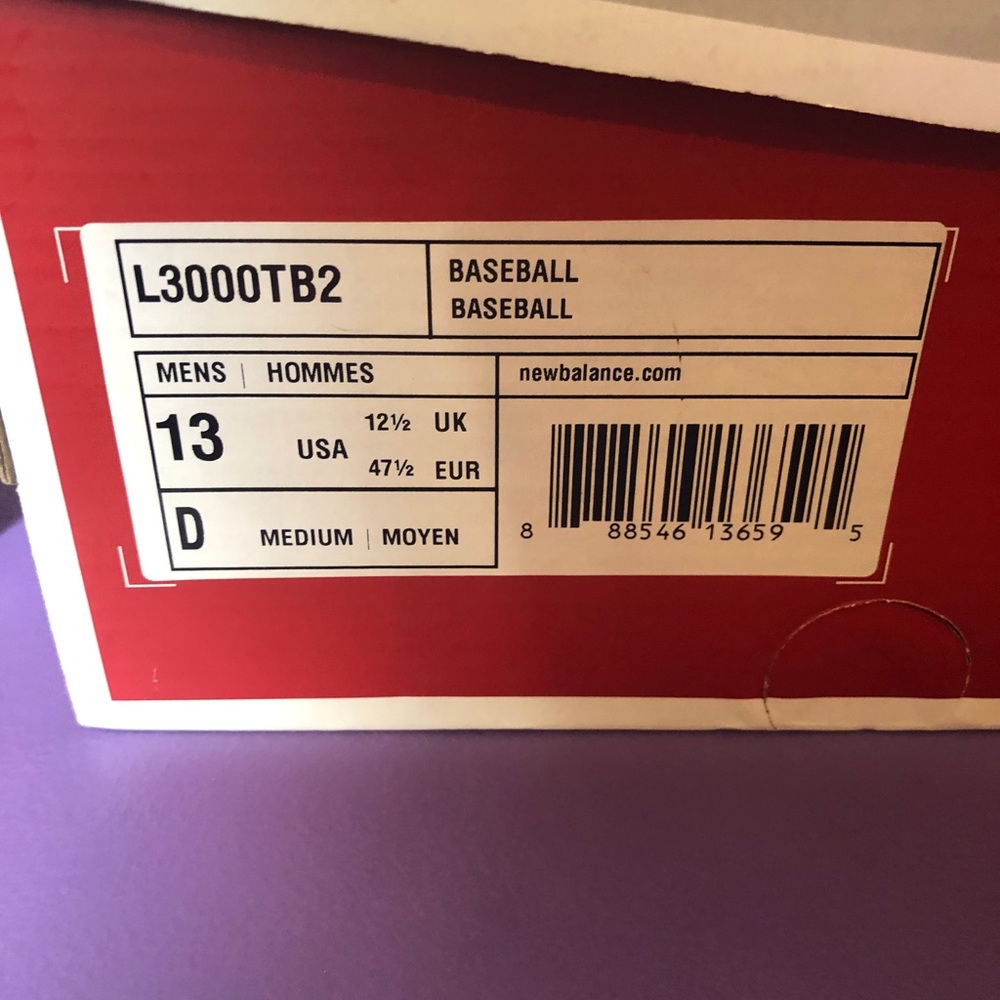 L3000TB2
BASEBALL
BASEBALL
MENS | HOMMES
newbalance.com
13 USA 12½ UK
47½ EUR
D MEDIUM | MOYEN
8 88546 13659 5